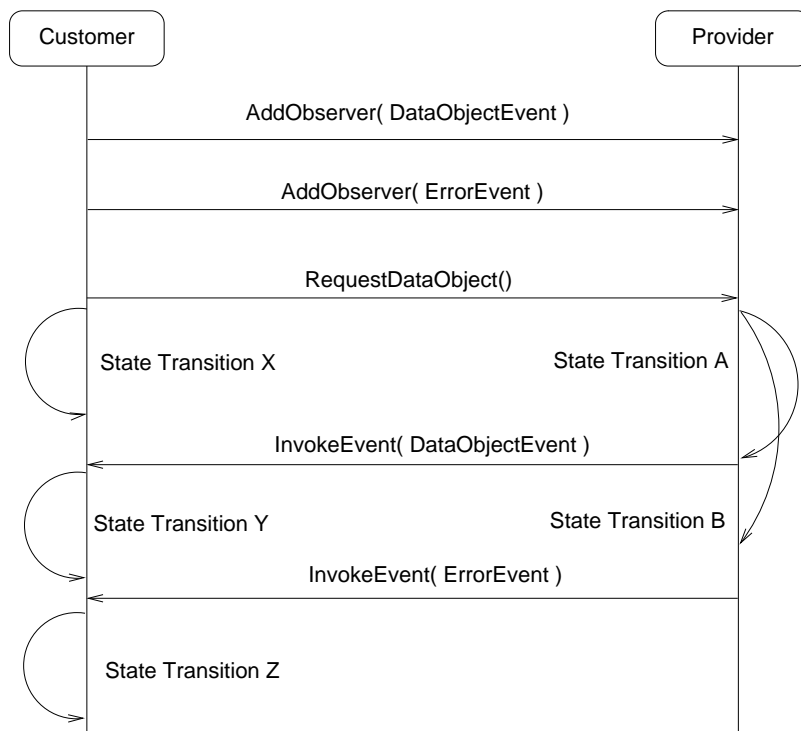 Customer
Provider
AddObserver( DataObjectEvent )
AddObserver( ErrorEvent )
RequestDataObject()
State Transition X
State Transition A
InvokeEvent( DataObjectEvent )
State Transition Y
State Transition B
InvokeEvent( ErrorEvent )
State Transition Z